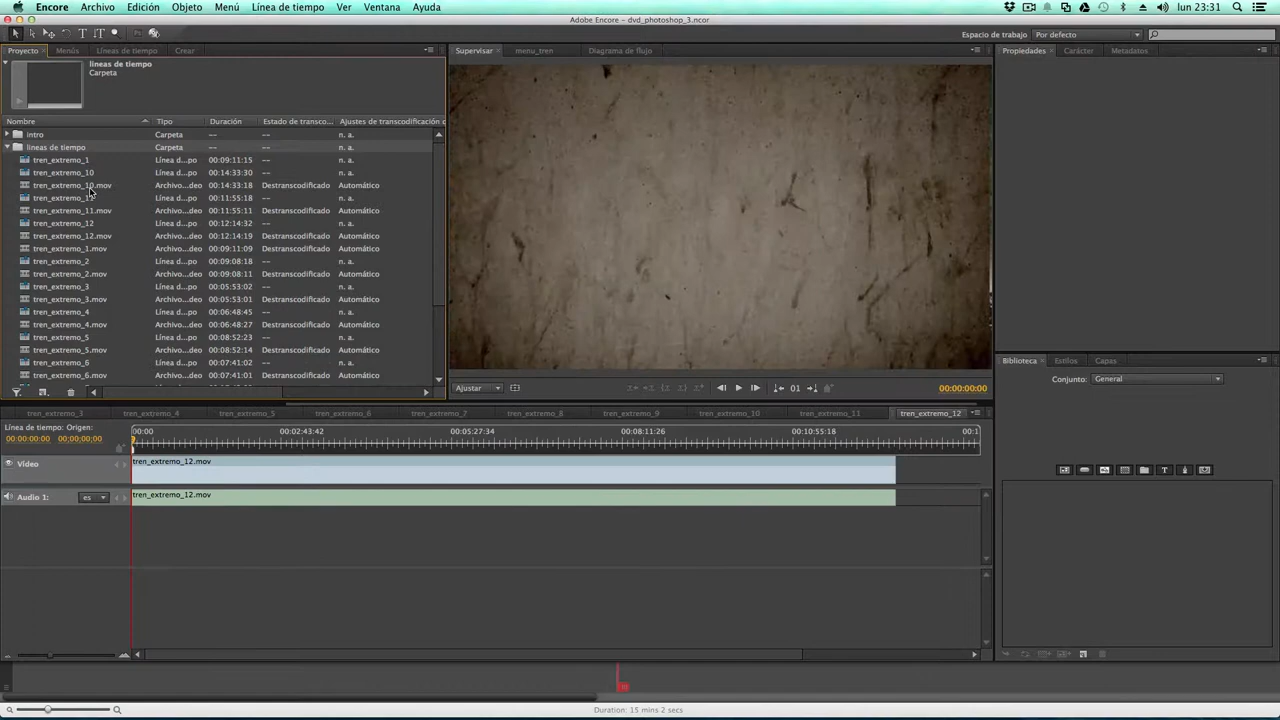 Encore Archivo Edición Objeto Menú Línea de tiempo Ver Ventana Ayuda lun 23:31
Adobe Encore - dvd_photoshop_3.ncor
Espacio de trabajo: Por defecto
Proyecto Menús Líneas de tiempo Crear
Supervisar menu_tren Diagrama de flujo
Propiedades Carácter Metadatos
lineas de tiempo
Carpeta
Nombre Tipo Duración Estado de transco... Ajustes de transcodificación
intro Carpeta -- -- n. a.
lineas de tiempo Carpeta -- -- n. a.
tren_extremo_1 Línea d...po 00:09:11:15 -- n. a.
tren_extremo_10 Línea d...po 00:14:33:30 -- n. a.
tren_extremo_10.mov Archivo...deo 00:14:33:18 Destranscodificado Automático
tren_extremo_11 Línea d...po 00:11:55:18 -- n. a.
tren_extremo_11.mov Archivo...deo 00:11:55:11 Destranscodificado Automático
tren_extremo_12 Línea d...po 00:12:14:32 -- n. a.
tren_extremo_12.mov Archivo...deo 00:12:14:19 Destranscodificado Automático
tren_extremo_1.mov Archivo...deo 00:09:11:09 Destranscodificado Automático
tren_extremo_2 Línea d...po 00:09:08:18 -- n. a.
tren_extremo_2.mov Archivo...deo 00:09:08:11 Destranscodificado Automático
tren_extremo_3 Línea d...po 00:05:53:02 -- n. a.
tren_extremo_3.mov Archivo...deo 00:05:53:01 Destranscodificado Automático
tren_extremo_4 Línea d...po 00:06:48:45 -- n. a.
tren_extremo_4.mov Archivo...deo 00:06:48:27 Destranscodificado Automático
tren_extremo_5 Línea d...po 00:08:52:23 -- n. a.
tren_extremo_5.mov Archivo...deo 00:08:52:14 Destranscodificado Automático
tren_extremo_6 Línea d...po 00:07:41:02 -- n. a.
tren_extremo_6.mov Archivo...deo 00:07:41:01 Destranscodificado Automático
Biblioteca Estilos Capas
Conjunto: General
Ajustar 01 00:00:00:00
tren_extremo_3 tren_extremo_4 tren_extremo_5 tren_extremo_6 tren_extremo_7 tren_extremo_8 tren_extremo_9 tren_extremo_10 tren_extremo_11 tren_extremo_12
Línea de tiempo: Origen:
00:00:00:00 00;00;00;00
00:00 00:02:43:42 00:05:27:34 00:08:11:26 00:10:55:18 00:1
Vídeo tren_extremo_12.mov
Audio 1: es tren_extremo_12.mov
Duration: 15 mins 2 secs